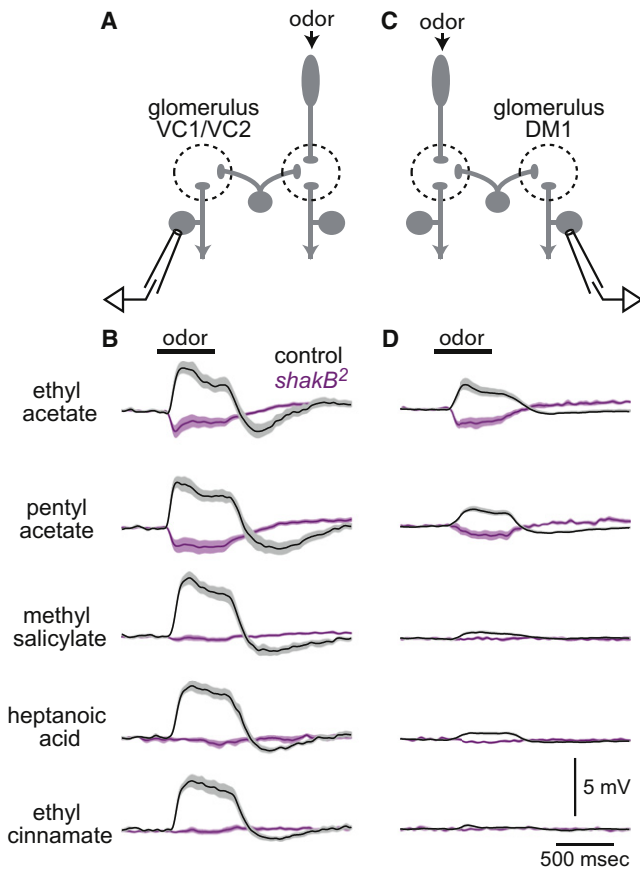 A
odor
C
odor
glomerulus
VC1/VC2
glomerulus
DM1
B
odor
control
shakB2
D
odor
ethyl
acetate
pentyl
acetate
methyl
salicylate
heptanoic
acid
ethyl
cinnamate
5 mV
500 msec